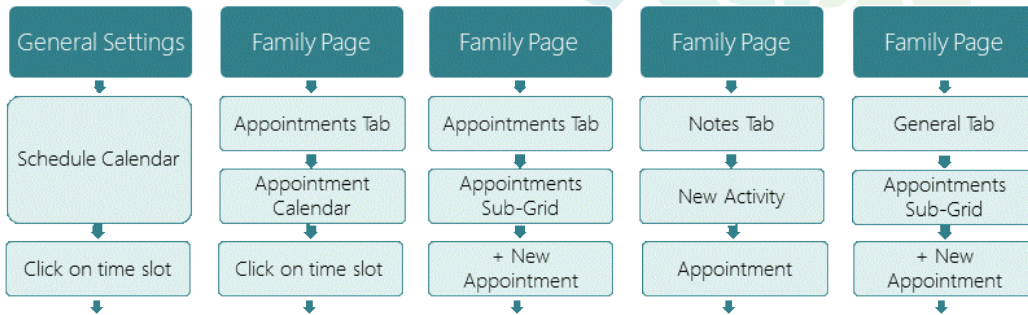 General Settings
Family Page
Family Page
Family Page
Family Page
Schedule Calendar
Appointments Tab
Appointments Tab
Notes Tab
General Tab
Appointment
Calendar
Appointments
Sub-Grid
New Activity
Appointments
Sub-Grid
Click on time slot
Click on time slot
+ New
Appointment
Appointment
+ New
Appointment